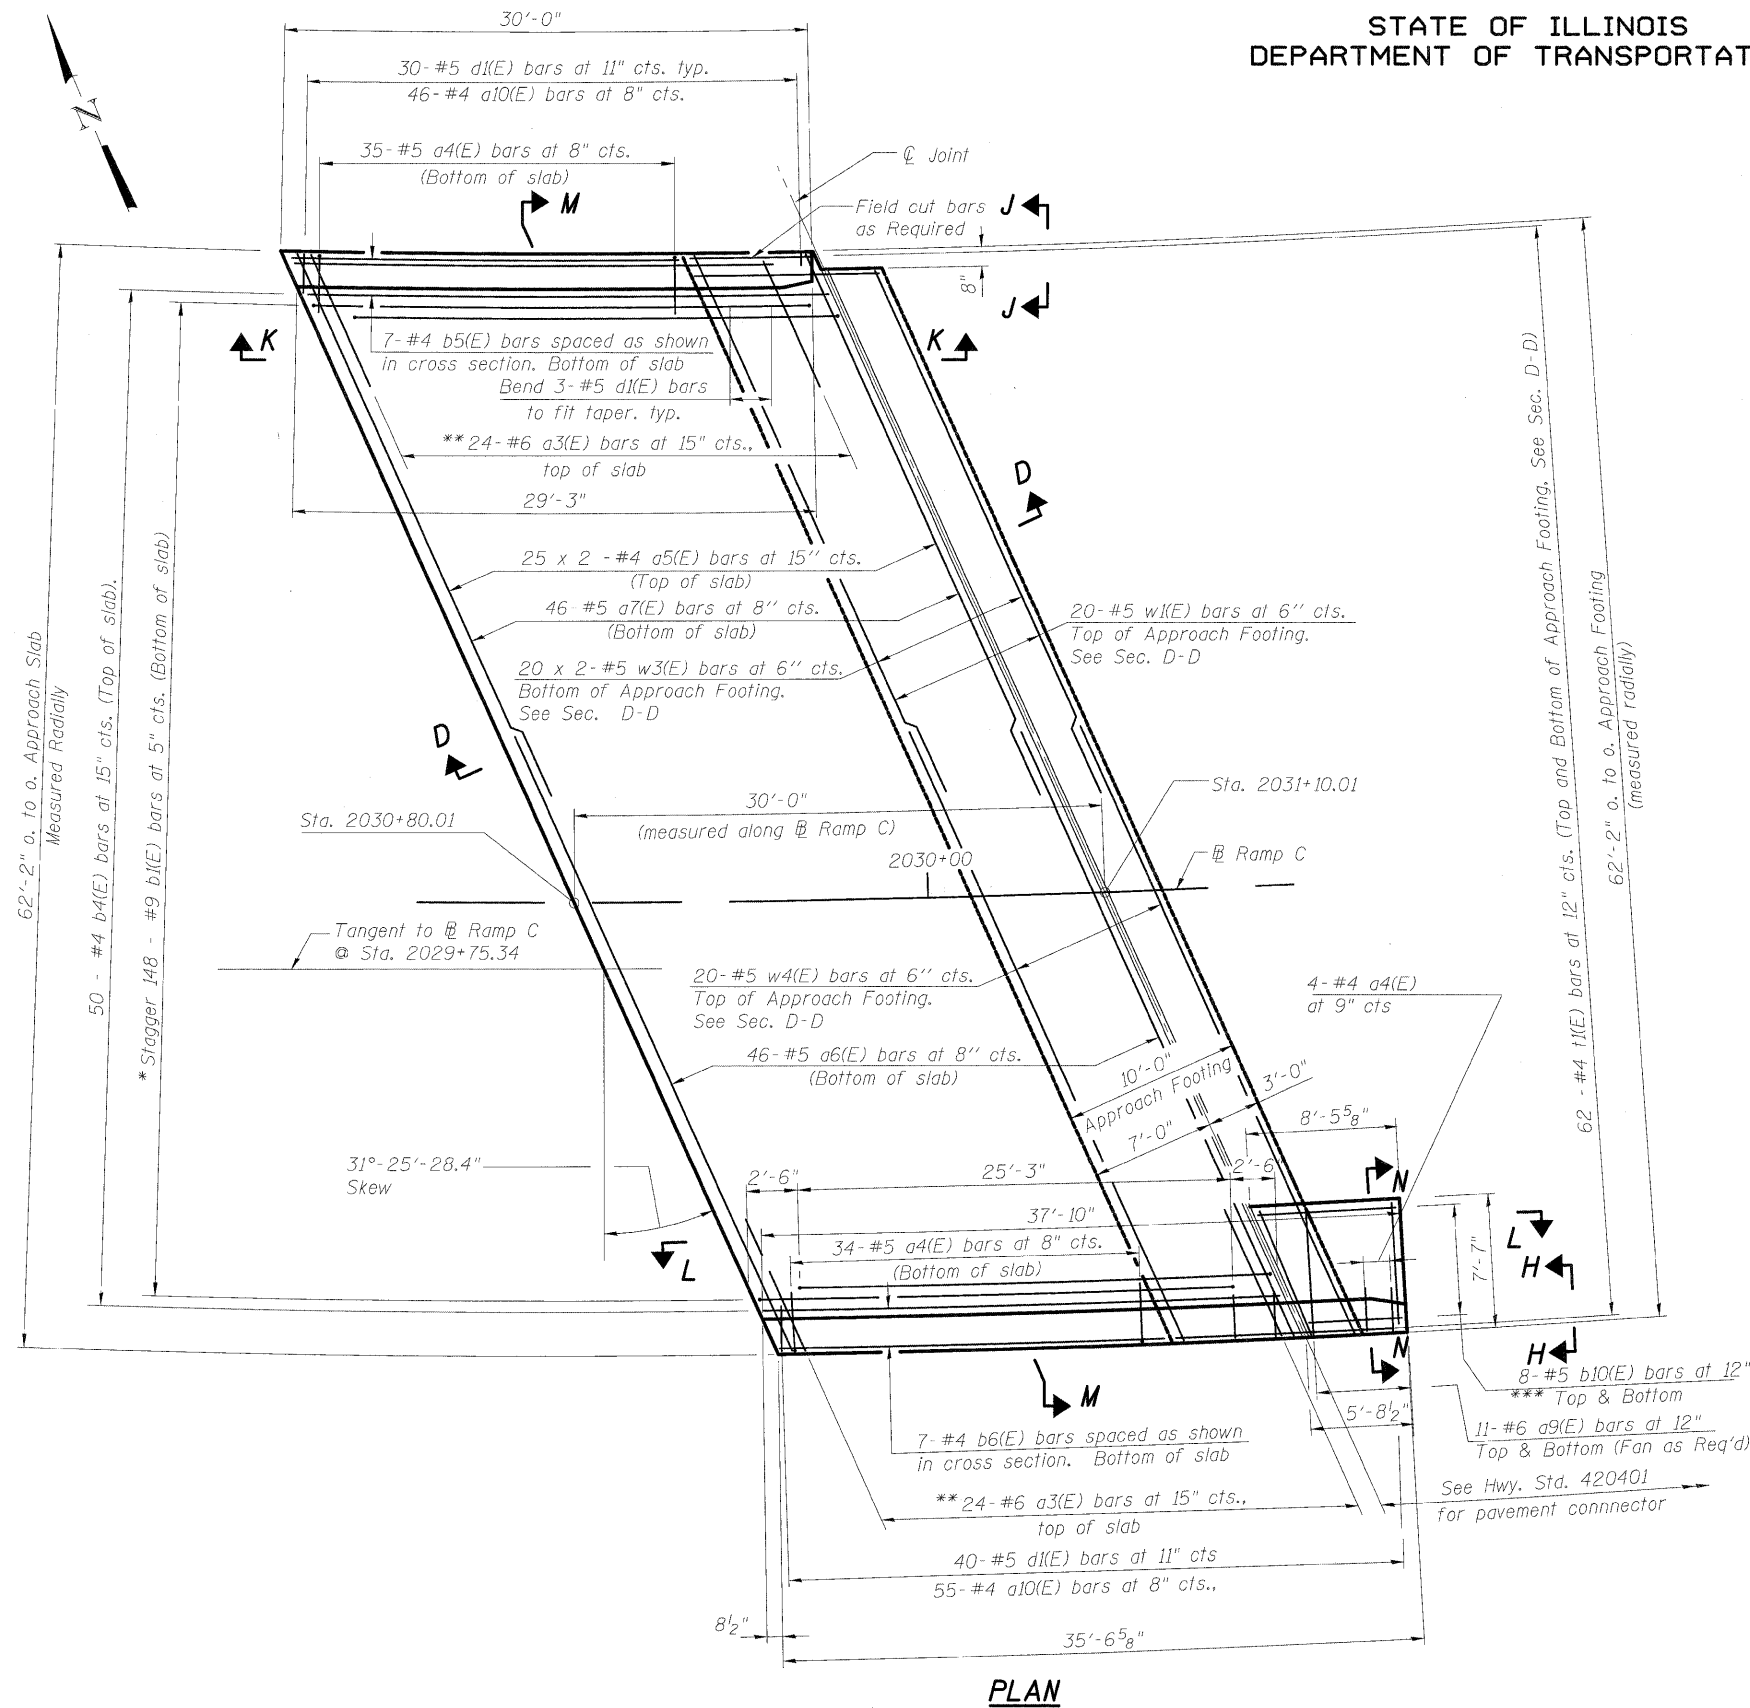 STATE OF ILLINOIS
DEPARTMENT OF TRANSPORTAT
30'-0"
30-#5 d1(E) bars at 11" cts. typ.
46-#4 a10(E) bars at 8" cts.
35-#5 a4(E) bars at 8" cts.
(Bottom of slab)
N
M
℄ Joint
Field cut bars
as Required
J
8"
J
K
K
7-#4 b5(E) bars spaced as shown
in cross section. Bottom of slab
Bend 3-#5 d1(E) bars
to fit taper. typ.
** 24-#6 a3(E) bars at 15" cts.,
top of slab
29'-3"
D
25 x 2 -#4 a5(E) bars at 15" cts.
(Top of slab)
46-#5 a7(E) bars at 8" cts.
(Bottom of slab)
20 x 2-#5 w3(E) bars at 6" cts.
Bottom of Approach Footing.
See Sec. D-D
20-#5 w1(E) bars at 6" cts.
Top of Approach Footing.
See Sec. D-D
62'-2" o. to o. Approach Slab
Measured Radially
50 - #4 b4(E) bars at 15" cts. (Top of slab).
* Stagger 148 - #9 b1(E) bars at 5" cts. (Bottom of slab)
62 -#4 t1(E) bars at 12" cts. (Top and Bottom of Approach Footing. See Sec. D-D)
62'-2" o. to o. Approach Footing
(measured radially)
D
Sta. 2030+80.01
30'-0"
(measured along ℄ Ramp C)
Sta. 2031+10.01
2030+00
℄ Ramp C
Tangent to ℄ Ramp C
@ Sta. 2029+75.34
20-#5 w4(E) bars at 6" cts.
Top of Approach Footing.
See Sec. D-D
46-#5 a6(E) bars at 8" cts.
(Bottom of slab)
4-#4 a4(E)
at 9" cts
10'-0"
Approach Footing
3'-0"
7'-0"
8'-5⅝"
31°-25'-28.4"
Skew
2'-6"
25'-3"
2'-6"
N
37'-10"
L
34-#5 a4(E) bars at 8" cts.
(Bottom of slab)
7'-7"
L
H
N
H
M
8-#5 b10(E) bars at 12"
*** Top & Bottom
5'-8½"
11-#6 a9(E) bars at 12"
Top & Bottom (Fan as Req'd)
7-#4 b6(E) bars spaced as shown
in cross section. Bottom of slab
See Hwy. Std. 420401
for pavement connnector
** 24-#6 a3(E) bars at 15" cts.,
top of slab
40-#5 d1(E) bars at 11" cts
55-#4 a10(E) bars at 8" cts.,
8½"
35'-6⅝"
PLAN